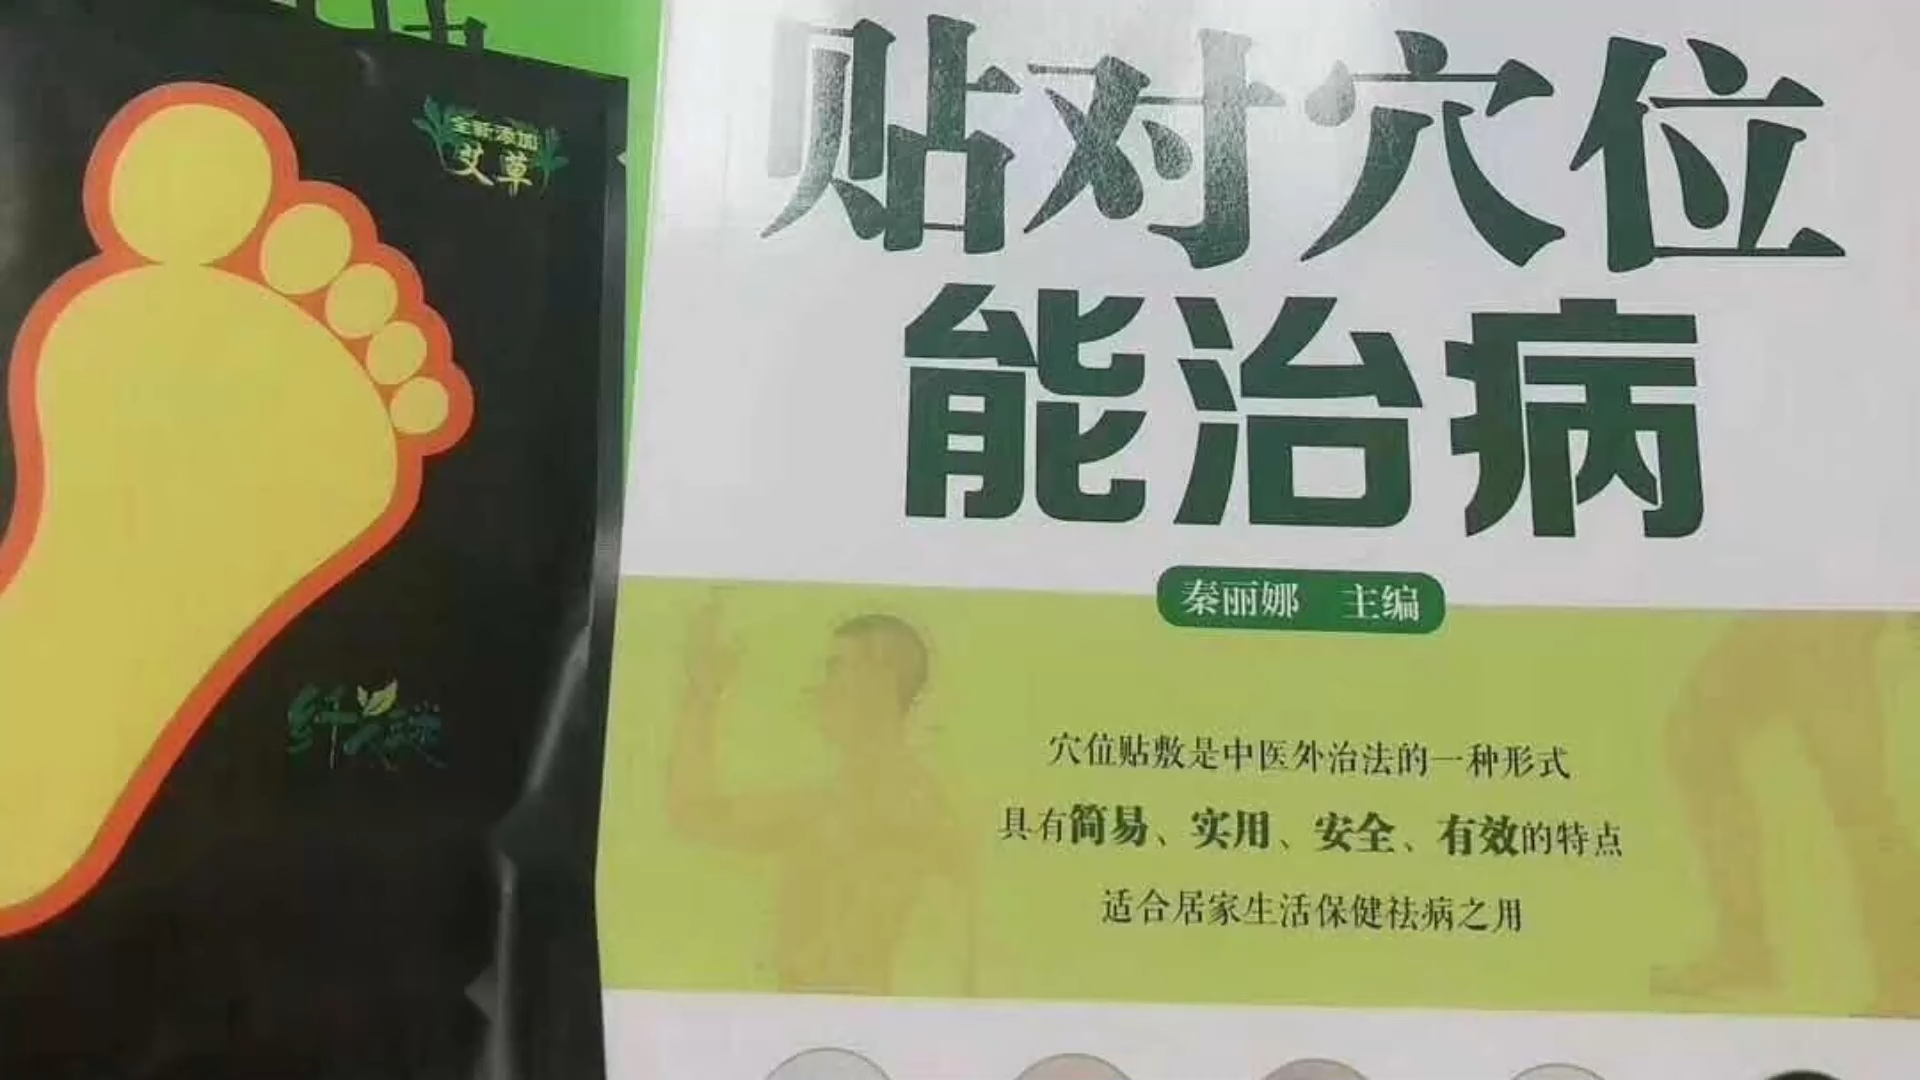 全新添加
艾草
贴对穴位
能治病
秦丽娜 主编
穴位贴敷是中医外治法的一种形式
具有简易、实用、安全、有效的特点
适合居家生活保健祛病之用